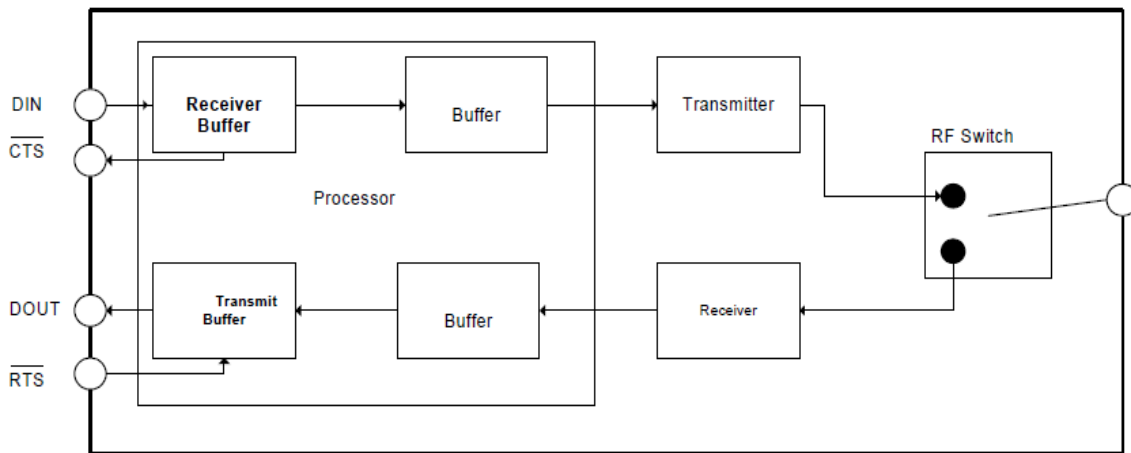 DIN
Receiver
Buffer
Buffer
Transmitter
CTS
RF Switch
Processor
DOUT
Transmit
Buffer
Buffer
Receiver
RTS